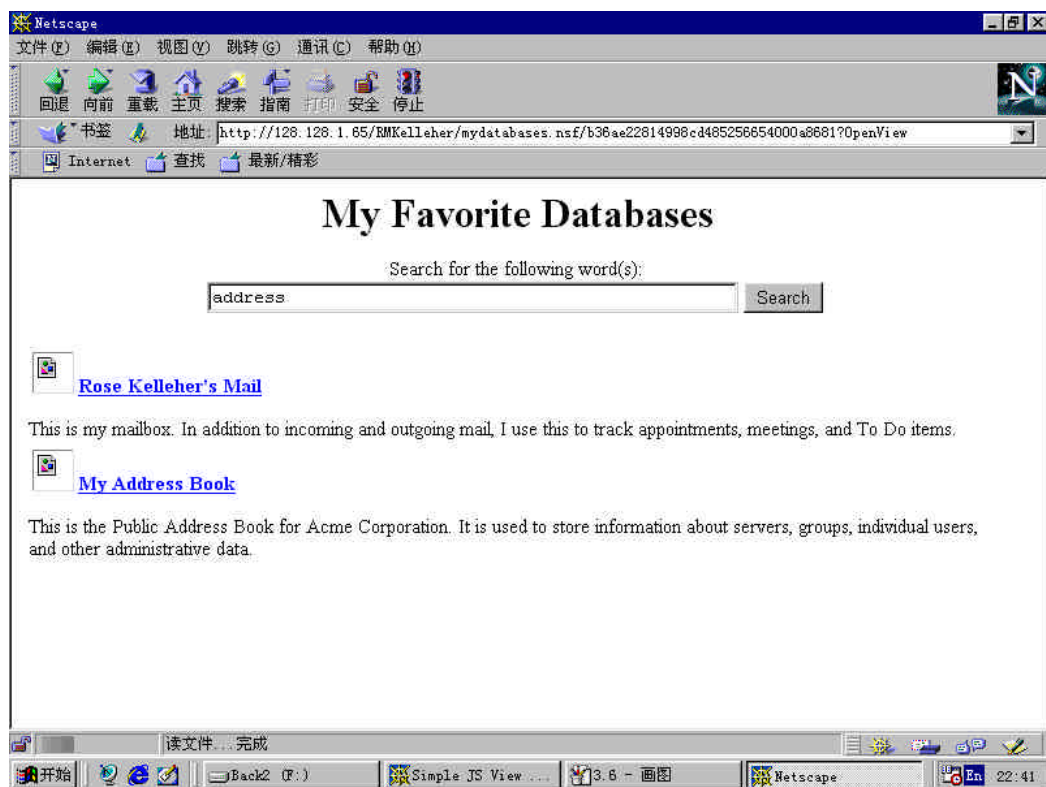 Netscape
文件(F) 编辑(E) 视图(V) 跳转(G) 通讯(C) 帮助(H)
回退 向前 重载 主页 搜索 指南 打印 安全 停止
N
书签 地址: http://128.128.1.65/RMKelleher/mydatabases.nsf/b36ae22814998cd485256654000a8681?OpenView
Internet 查找 最新/精彩
My Favorite Databases
Search for the following word(s):
address Search
Rose Kelleher's Mail
This is my mailbox. In addition to incoming and outgoing mail, I use this to track appointments, meetings, and To Do items.
My Address Book
This is the Public Address Book for Acme Corporation. It is used to store information about servers, groups, individual users,
and other administrative data.
读文件...完成
开始 Back2 (F:) Simple JS View ... 3.6 - 画图 Netscape En 22:41